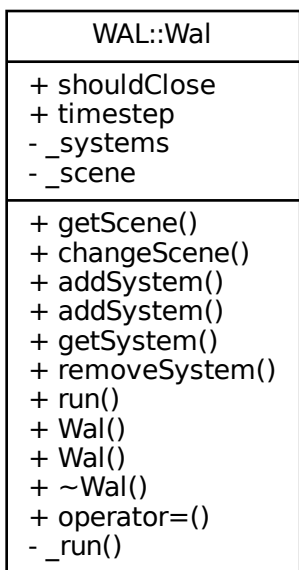 WAL::Wal
+ shouldClose
+ timestep
- _systems
- _scene
+ getScene()
+ changeScene()
+ addSystem()
+ addSystem()
+ getSystem()
+ removeSystem()
+ run()
+ Wal()
+ Wal()
+ ~Wal()
+ operator=()
- _run()